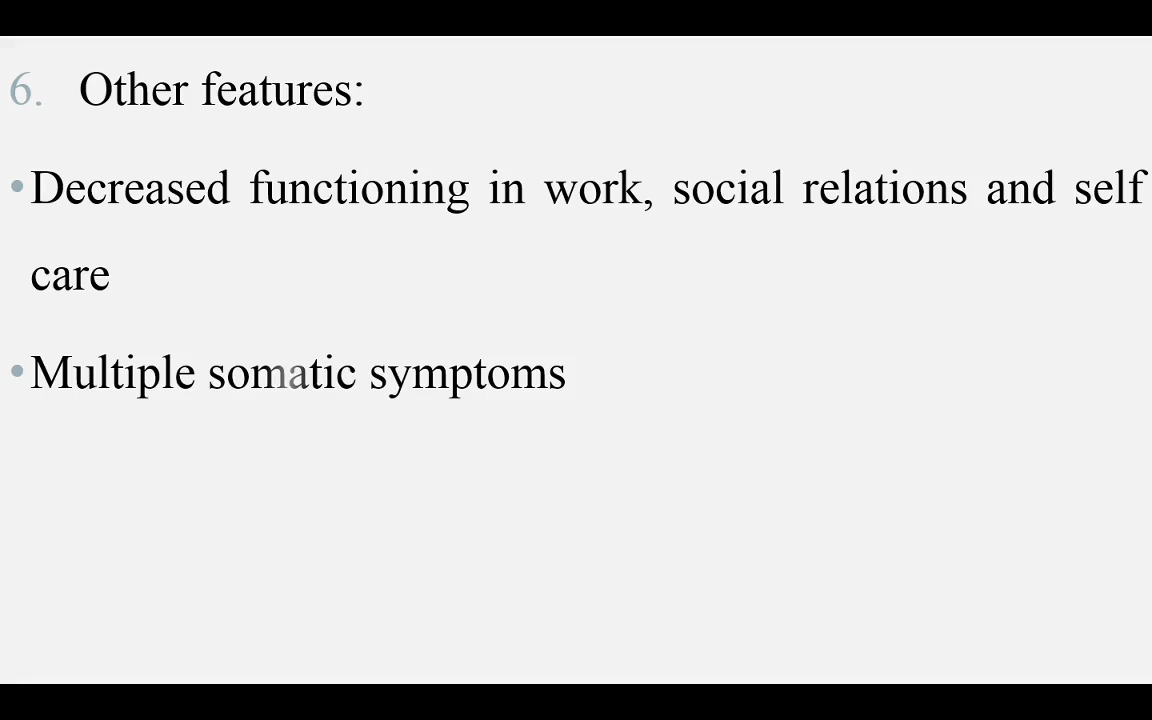 6. Other features:
•Decreased functioning in work, social relations and self
care
•Multiple somatic symptoms